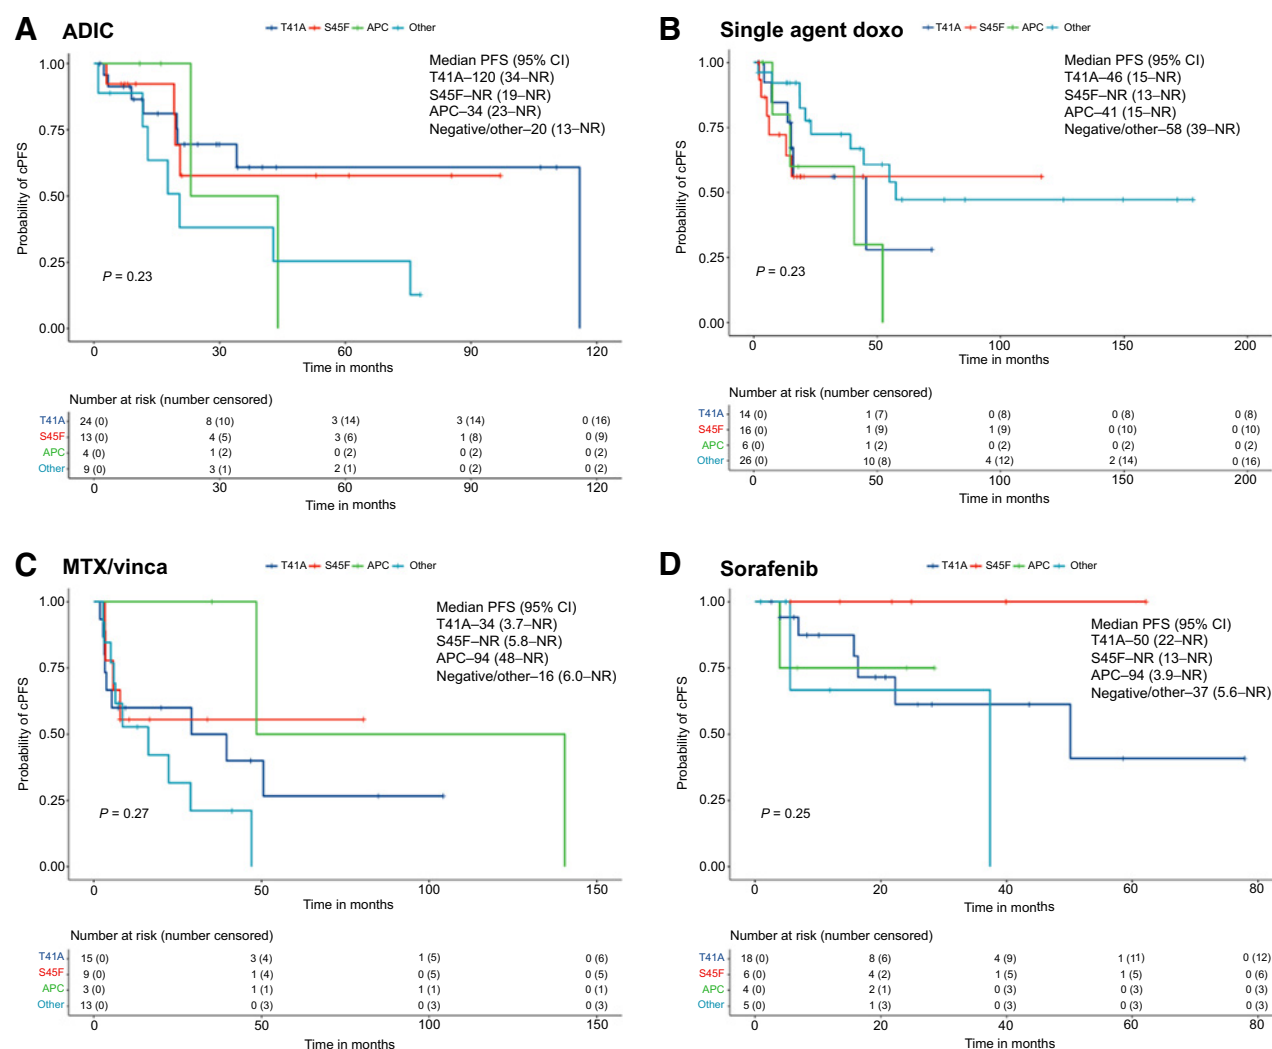 A ADIC
T41A S45F APC Other
Median PFS (95% CI)
T41A–120 (34–NR)
S45F–NR (19–NR)
APC–34 (23–NR)
Negative/other–20 (13–NR)
Probability of cPFS
1.00
0.75
0.50
0.25
0.00
P = 0.23
0 30 60 90 120
Time in months
Number at risk (number censored)
T41A 24 (0) 8 (10) 3 (14) 3 (14) 0 (16)
S45F 13 (0) 4 (5) 3 (6) 1 (8) 0 (9)
APC 4 (0) 1 (2) 0 (2) 0 (2) 0 (2)
Other 9 (0) 3 (1) 2 (1) 0 (2) 0 (2)
0 30 60 90 120
Time in months
B Single agent doxo
T41A S45F APC Other
Median PFS (95% CI)
T41A–46 (15–NR)
S45F–NR (13–NR)
APC–41 (15–NR)
Negative/other–58 (39–NR)
Probability of cPFS
1.00
0.75
0.50
0.25
0.00
P = 0.23
0 50 100 150 200
Time in months
Number at risk (number censored)
T41A 14 (0) 1 (7) 0 (8) 0 (8) 0 (8)
S45F 16 (0) 1 (9) 1 (9) 0 (10) 0 (10)
APC 6 (0) 1 (2) 0 (2) 0 (2) 0 (2)
Other 26 (0) 10 (8) 4 (12) 2 (14) 0 (16)
0 50 100 150 200
Time in months
C MTX/vinca
T41A S45F APC Other
Median PFS (95% CI)
T41A–34 (3.7–NR)
S45F–NR (5.8–NR)
APC–94 (48–NR)
Negative/other–16 (6.0–NR)
Probability of cPFS
1.00
0.75
0.50
0.25
0.00
P = 0.27
0 50 100 150
Time in months
Number at risk (number censored)
T41A 15 (0) 3 (4) 1 (5) 0 (6)
S45F 9 (0) 1 (4) 0 (5) 0 (5)
APC 3 (0) 1 (1) 1 (1) 0 (1)
Other 13 (0) 0 (3) 0 (3) 0 (3)
0 50 100 150
Time in months
D Sorafenib
T41A S45F APC Other
Median PFS (95% CI)
T41A–50 (22–NR)
S45F–NR (13–NR)
APC–94 (3.9–NR)
Negative/other–37 (5.6–NR)
Probability of cPFS
1.00
0.75
0.50
0.25
0.00
P = 0.25
0 20 40 60 80
Time in months
Number at risk (number censored)
T41A 18 (0) 8 (6) 4 (9) 1 (11) 0 (12)
S45F 6 (0) 4 (2) 1 (5) 1 (5) 0 (6)
APC 4 (0) 2 (1) 0 (3) 0 (3) 0 (3)
Other 5 (0) 1 (3) 0 (3) 0 (3) 0 (3)
0 20 40 60 80
Time in months